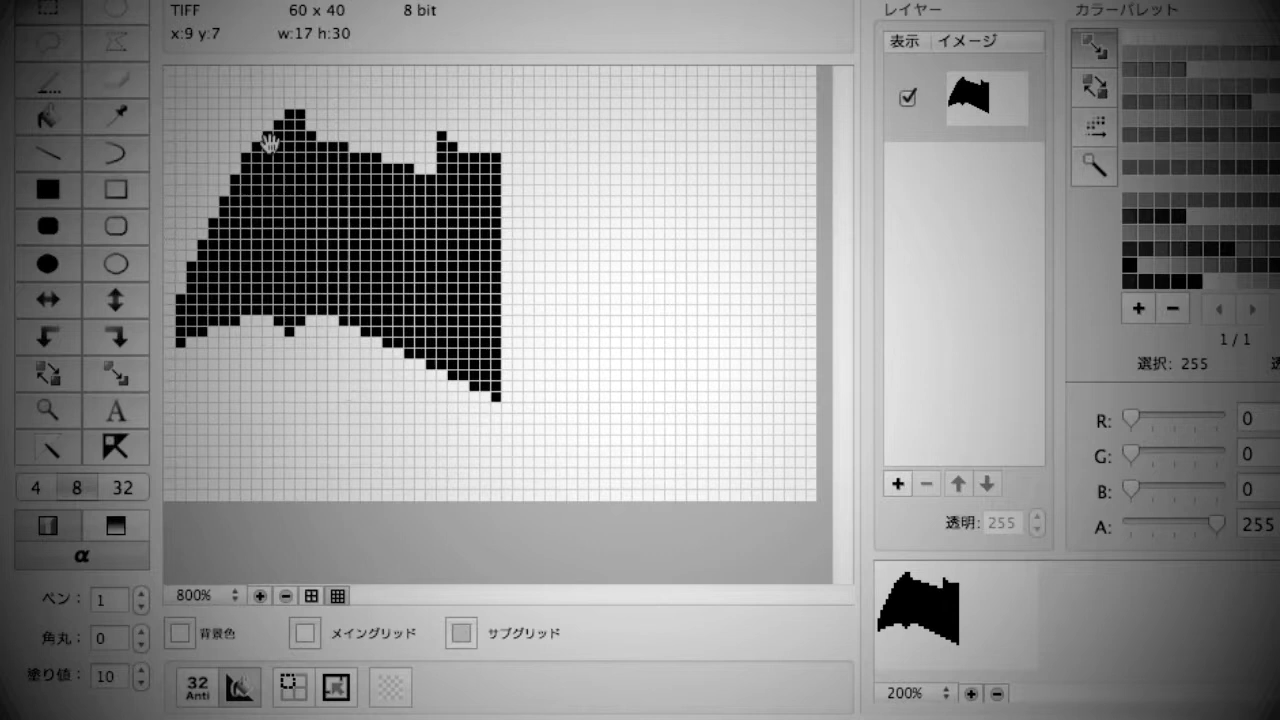 TIFF 60 x 40 8 bit
x:9 y:7 w:17 h:30
レイヤー
カラーパレット
表示 イメージ
1 / 1
選択: 255
R: 0
G: 0
B: 0
A: 255
透明: 255
4 8 32
α
ペン: 1
角丸: 0
塗り値: 10
A
800%
背景色 メイングリッド サブグリッド
32
Anti
200%